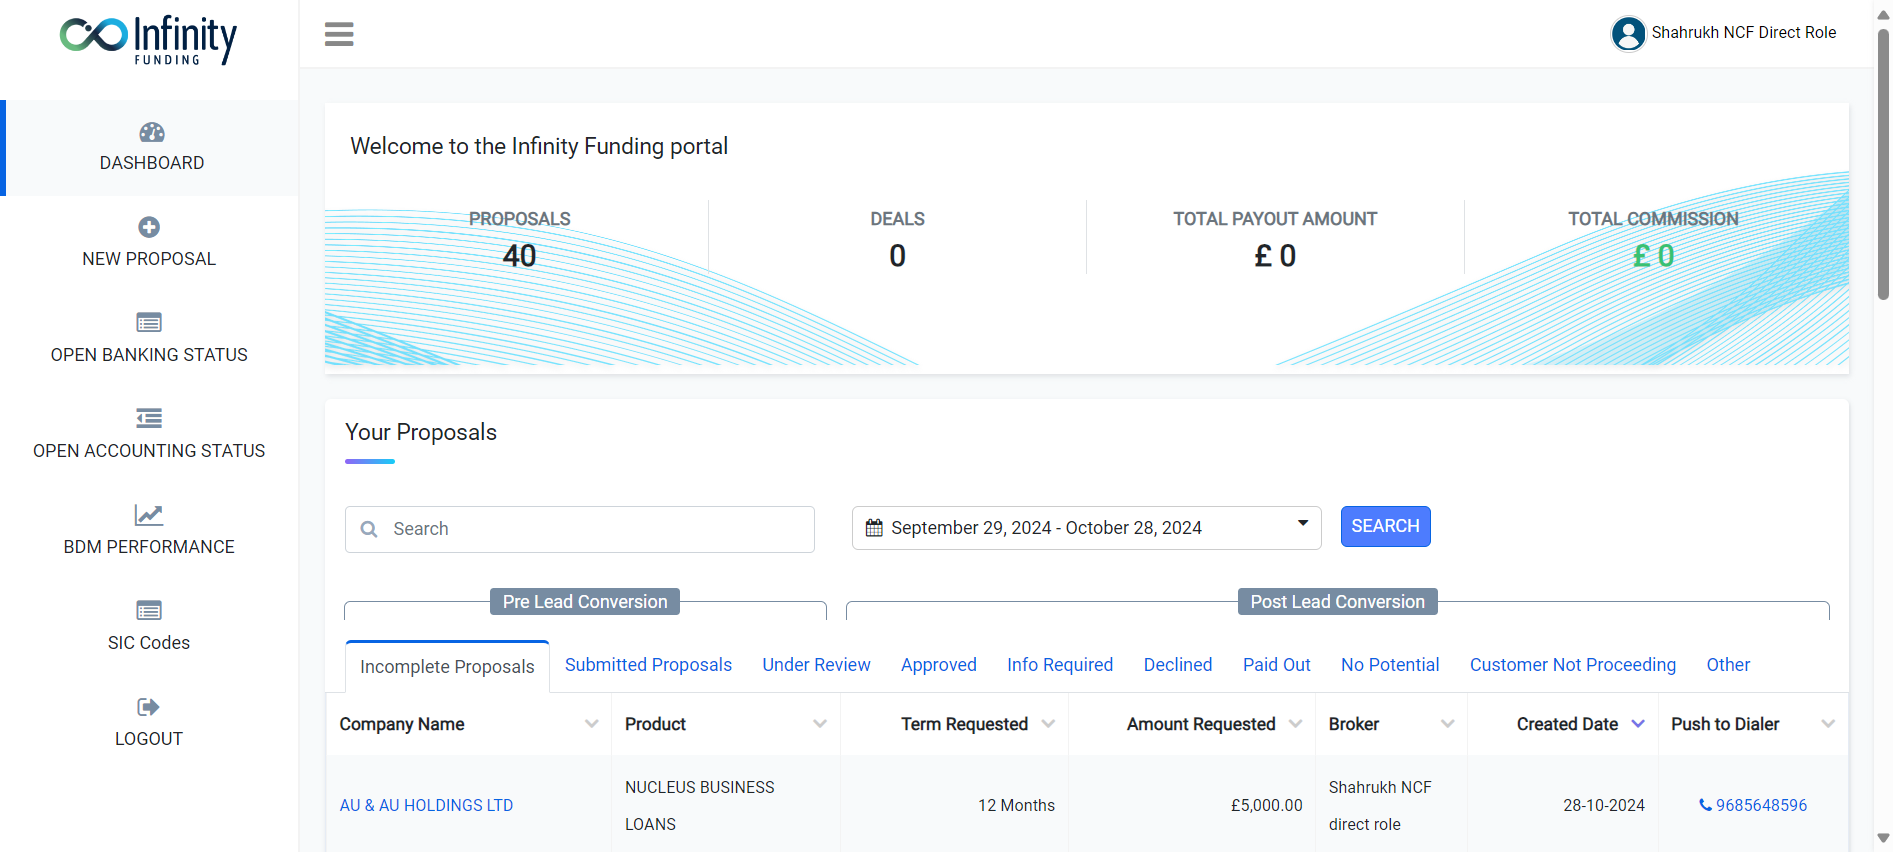 Infinity
FUNDING
Shahrukh NCF Direct Role
DASHBOARD
NEW PROPOSAL
OPEN BANKING STATUS
OPEN ACCOUNTING STATUS
BDM PERFORMANCE
SIC Codes
LOGOUT
Welcome to the Infinity Funding portal
PROPOSALS DEALS TOTAL PAYOUT AMOUNT TOTAL COMMISSION
40 0 £ 0 £ 0
Your Proposals
Search September 29, 2024 - October 28, 2024 SEARCH
Pre Lead Conversion Post Lead Conversion
Incomplete Proposals Submitted Proposals Under Review Approved Info Required Declined Paid Out No Potential Customer Not Proceeding Other
Company Name Product Term Requested Amount Requested Broker Created Date Push to Dialer
NUCLEUS BUSINESS Shahrukh NCF
AU & AU HOLDINGS LTD 12 Months £5,000.00 28-10-2024 9685648596
LOANS direct role